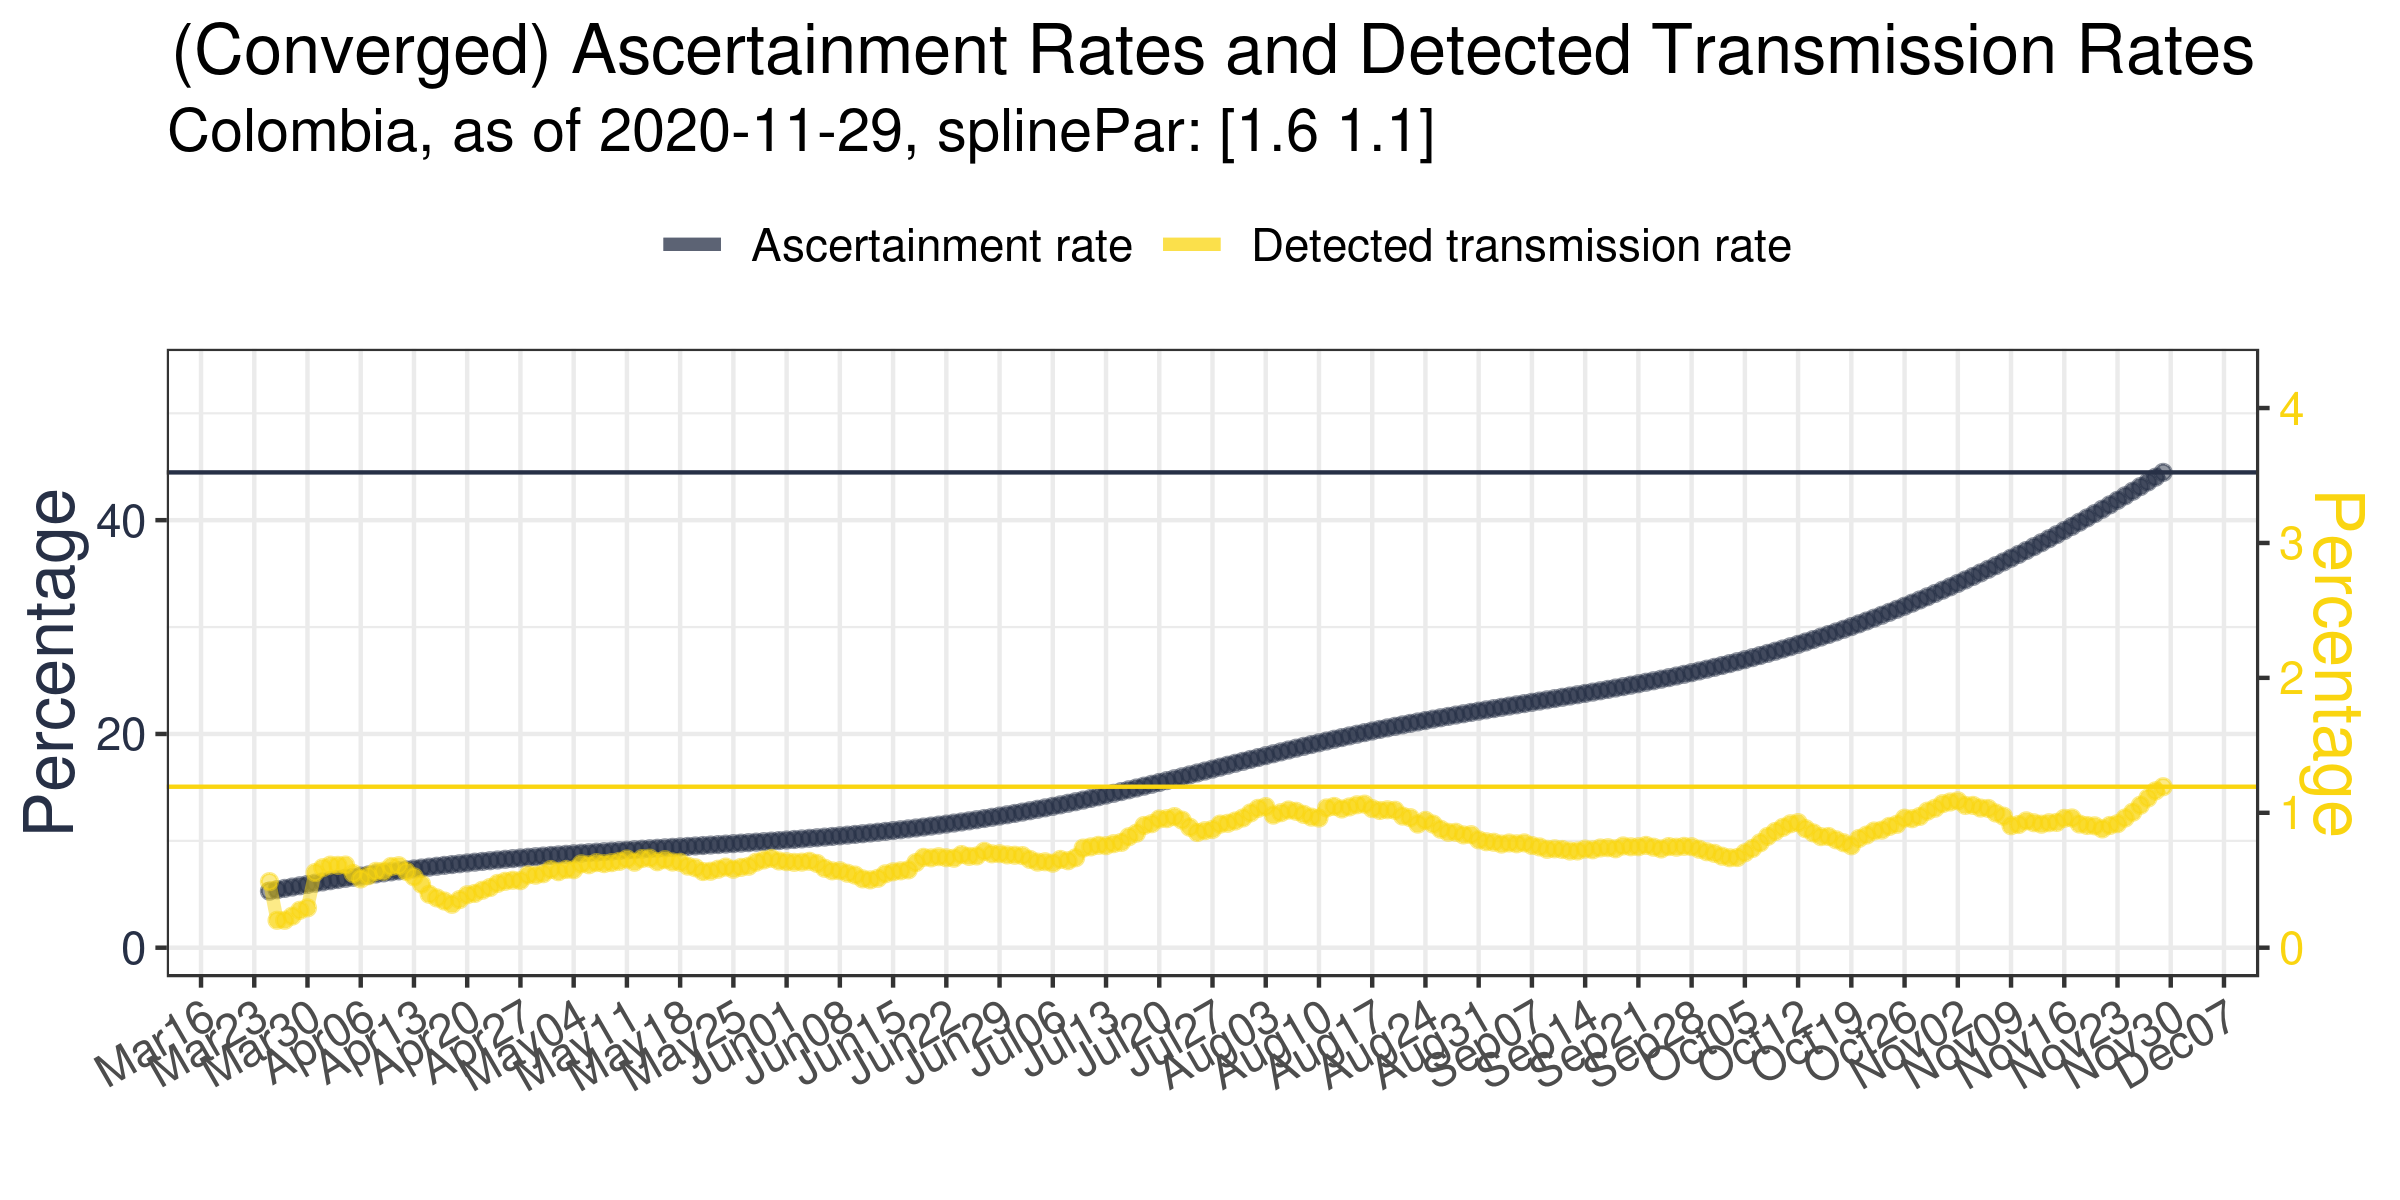 (Converged) Ascertainment Rates and Detected Transmission Rates
Colombia, as of 2020-11-29, splinePar: [1.6 1.1]
Ascertainment rate
Detected transmission rate
Percentage
40
20
0
4
3
2
1
0
Percentage
Mar16
Mar23
Mar30
Apr06
Apr13
Apr20
Apr27
May04
May11
May18
May25
Jun01
Jun08
Jun15
Jun22
Jun29
Jul06
Jul13
Jul20
Jul27
Aug03
Aug10
Aug17
Aug24
Aug31
Sep07
Sep14
Sep21
Sep28
Oct05
Oct12
Oct19
Oct26
Nov02
Nov09
Nov16
Nov23
Nov30
Dec07